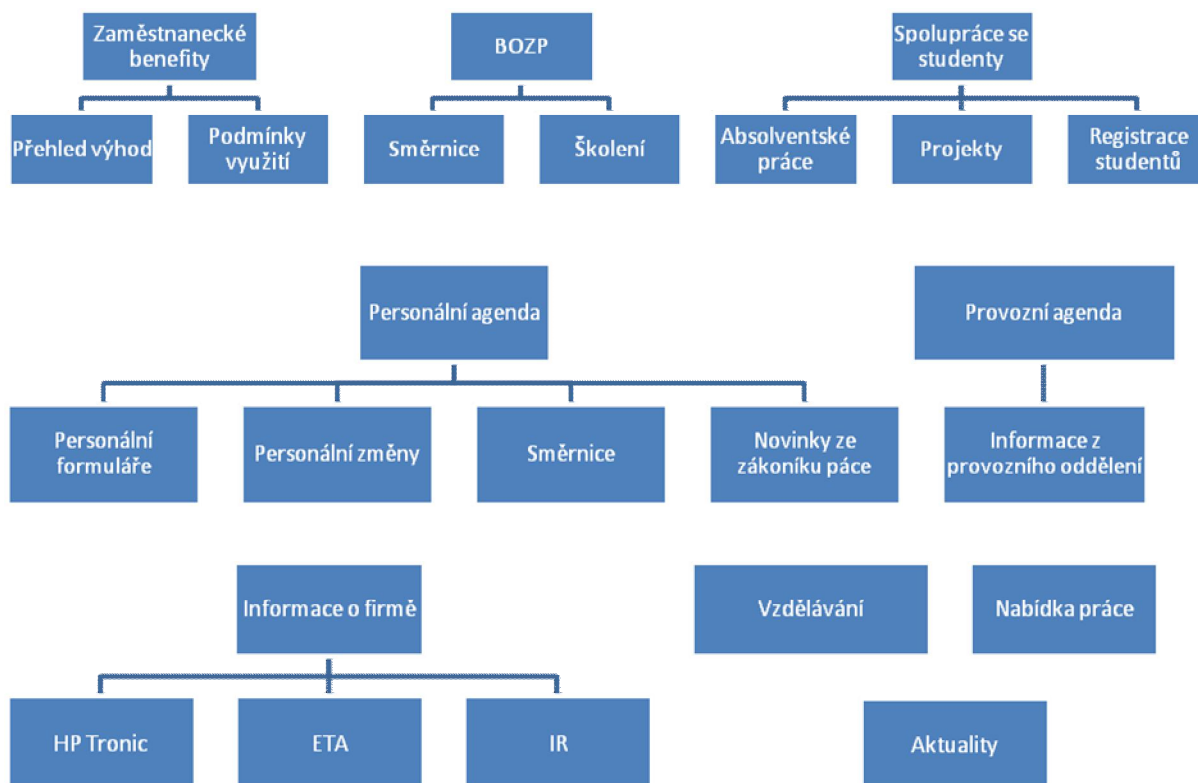 Zaměstnanecké
benefity
BOZP
Spolupráce se
studenty
Přehled výhod
Podmínky
využití
Směrnice
Školení
Absolventské
práce
Projekty
Registrace
studentů
Personální agenda
Provozní agenda
Personální
formuláře
Personální změny
Směrnice
Novinky ze
zákoníku páce
Informace z
provozního oddělení
Informace o firmě
Vzdělávání
Nabídka práce
HP Tronic
ETA
IR
Aktuality